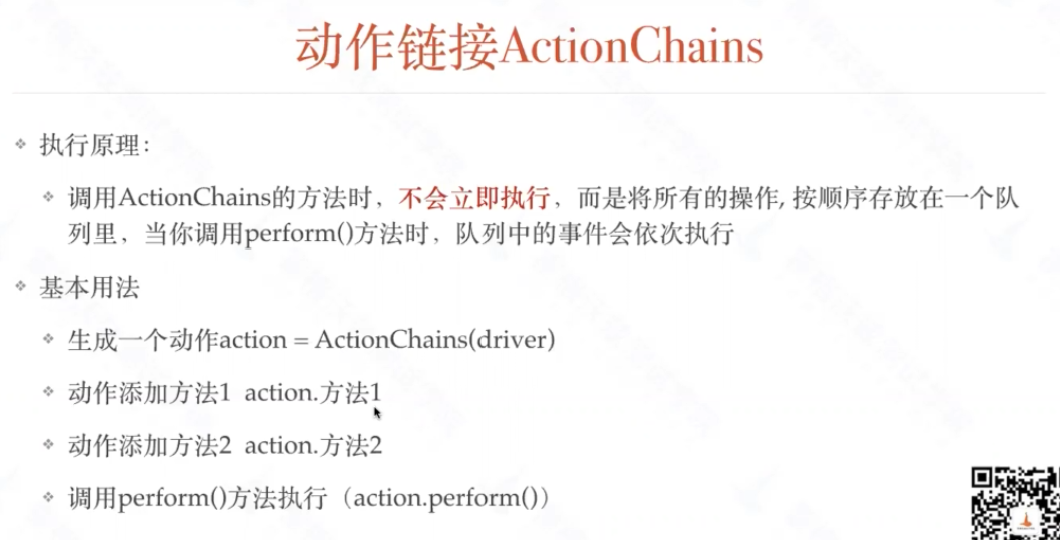 动作链接ActionChains
执行原理：
调用ActionChains的方法时，不会立即执行，而是将所有的操作, 按顺序存放在一个队
列里，当你调用perform()方法时，队列中的事件会依次执行
基本用法
生成一个动作action = ActionChains(driver)
动作添加方法1 action.方法1
动作添加方法2 action.方法2
调用perform()方法执行（action.perform()）